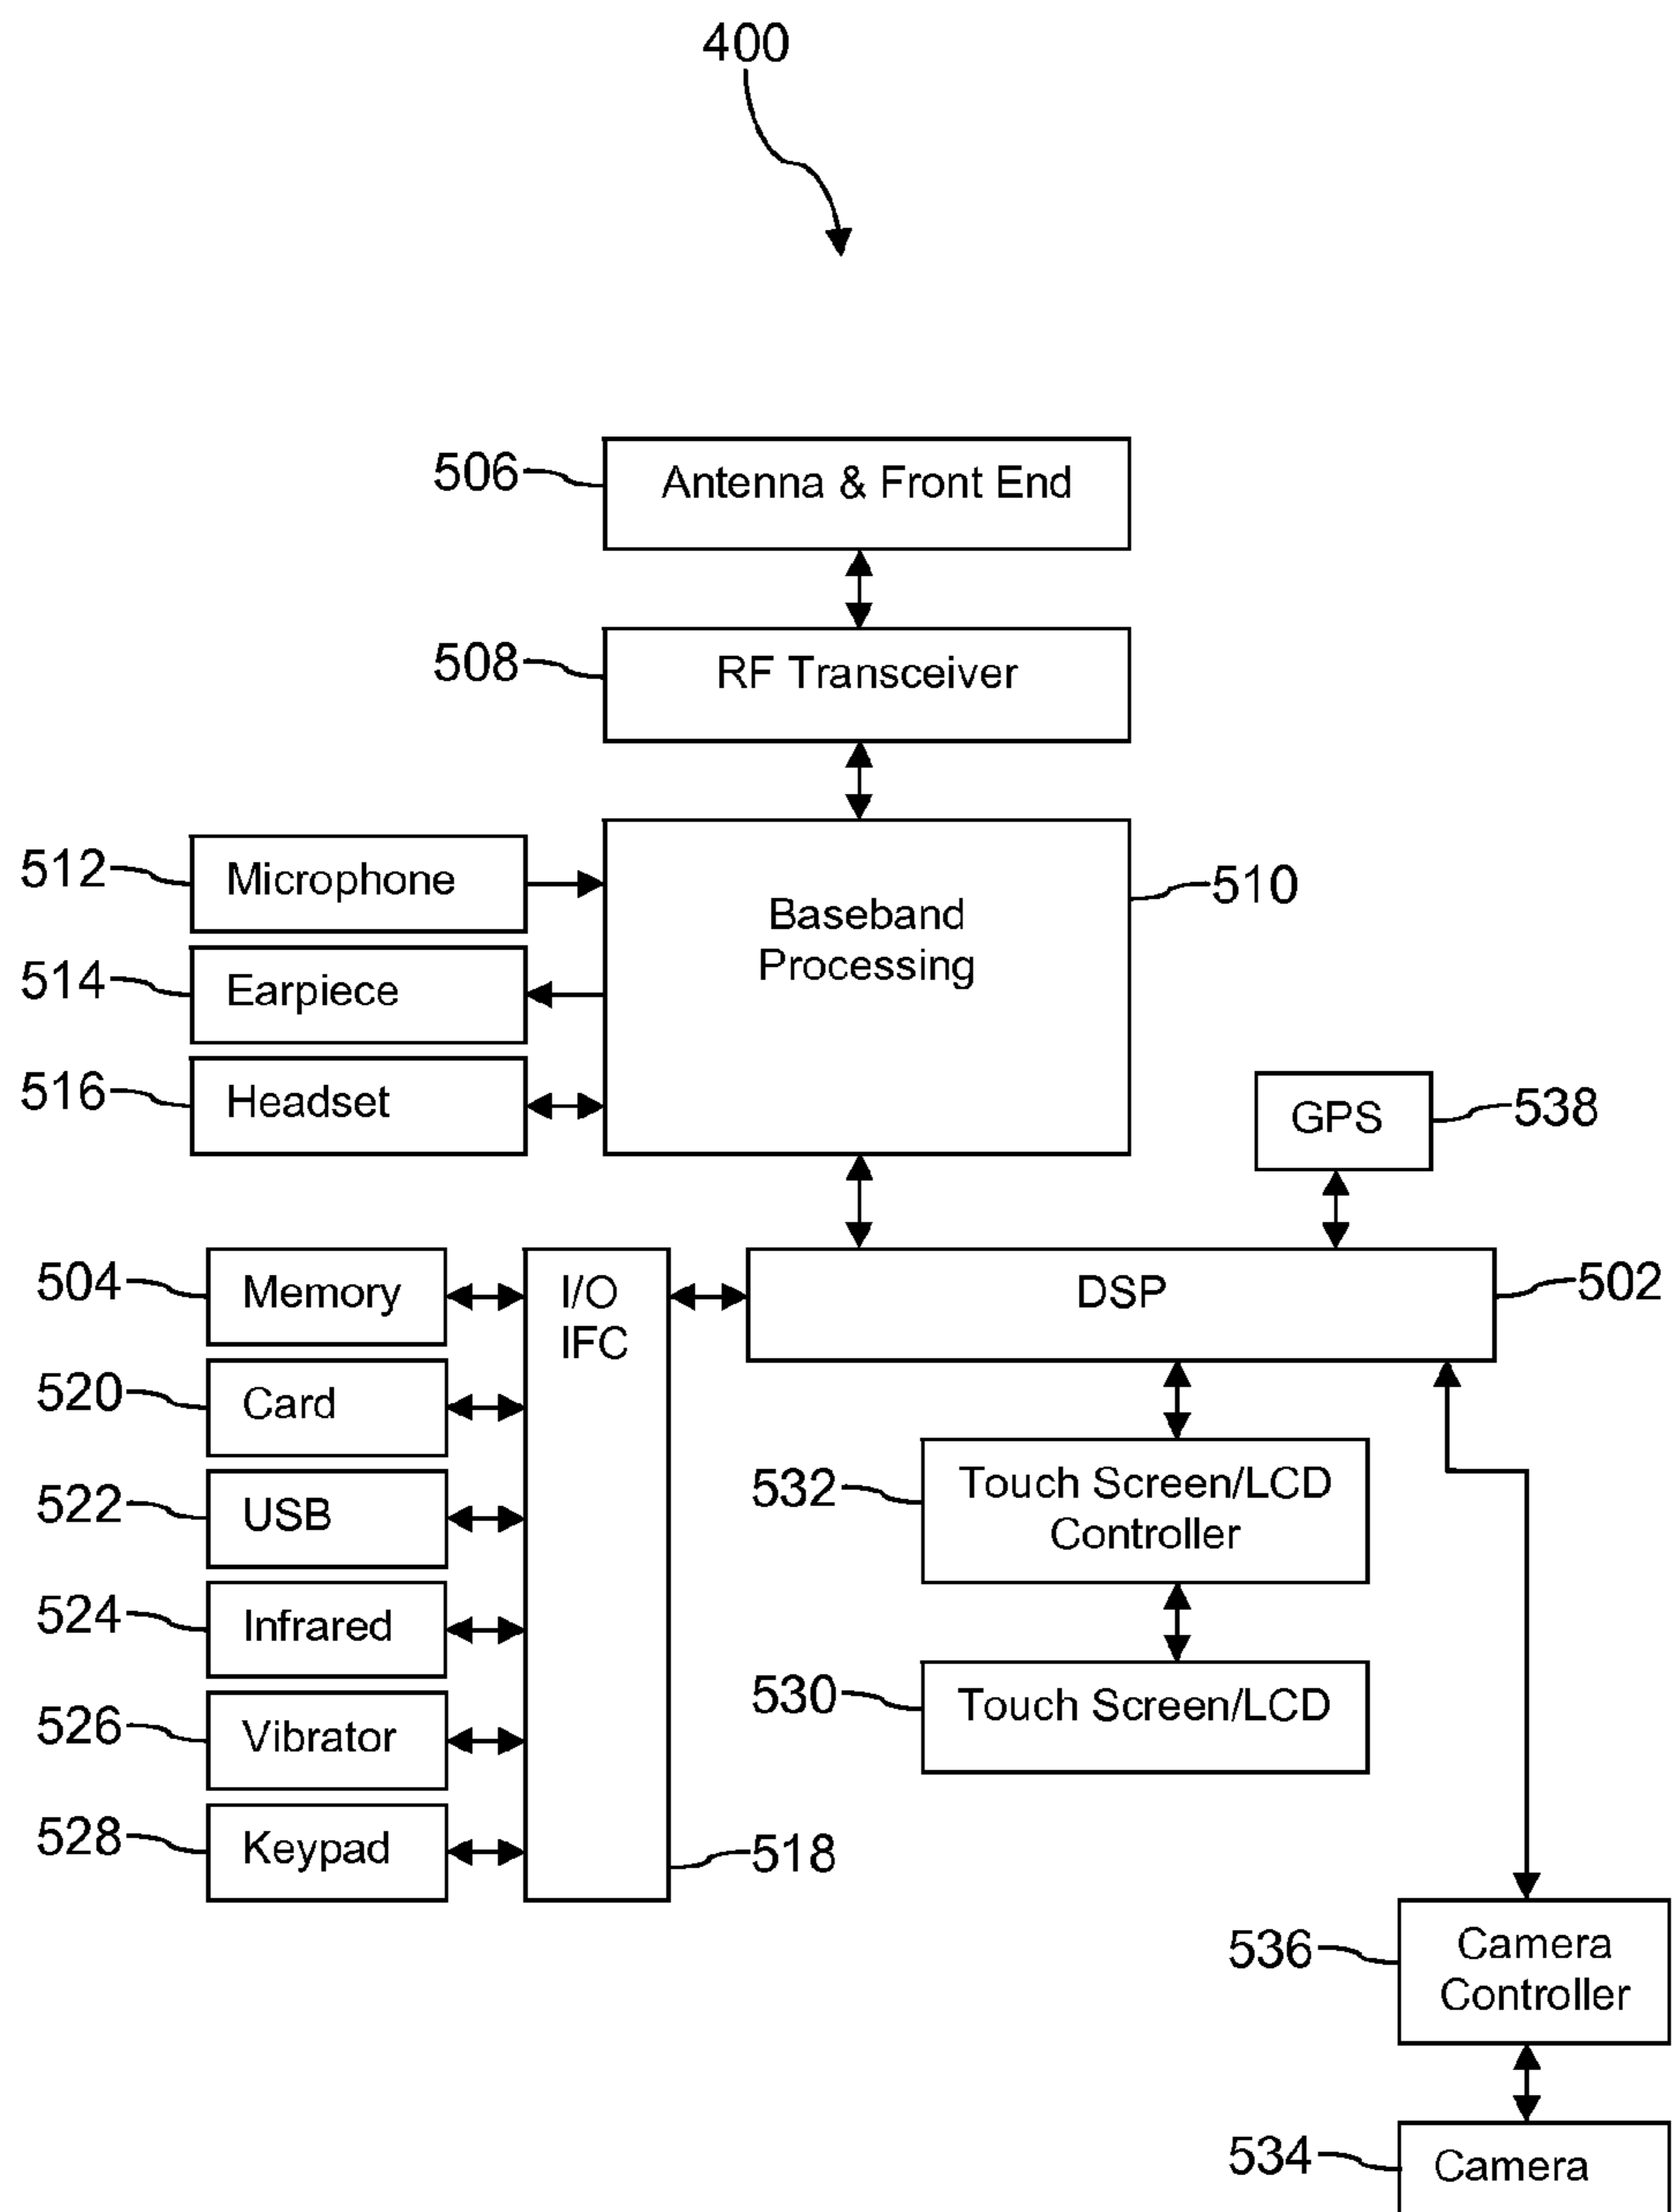 400
506
Antenna & Front End
508
RF Transceiver
512
Microphone
Baseband
Processing
510
514
Earpiece
516
Headset
GPS
538
504
Memory
I/O
IFC
DSP
502
520
Card
522
USB
532
Touch Screen/LCD
Controller
524
Infrared
526
Vibrator
530
Touch Screen/LCD
528
Keypad
518
536
Camera
Controller
534
Camera